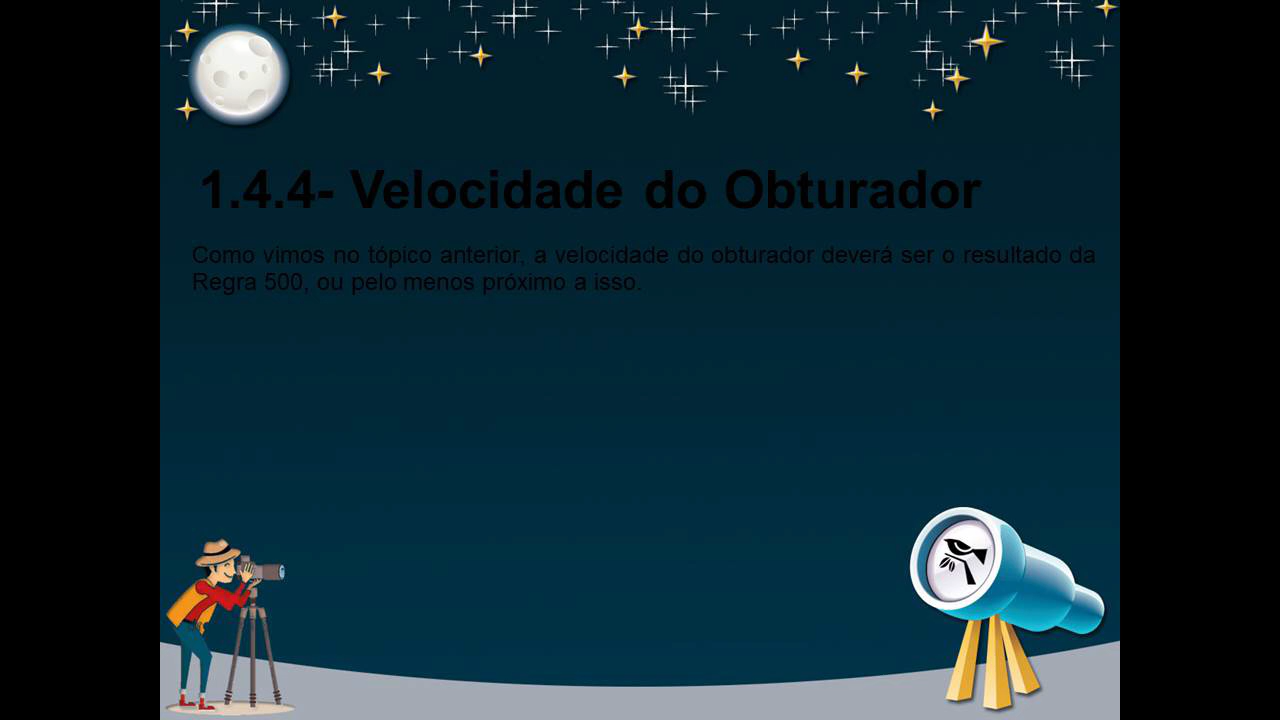 1.4.4- Velocidade do Obturador
Como vimos no tópico anterior, a velocidade do obturador deverá ser o resultado da
Regra 500, ou pelo menos próximo a isso.